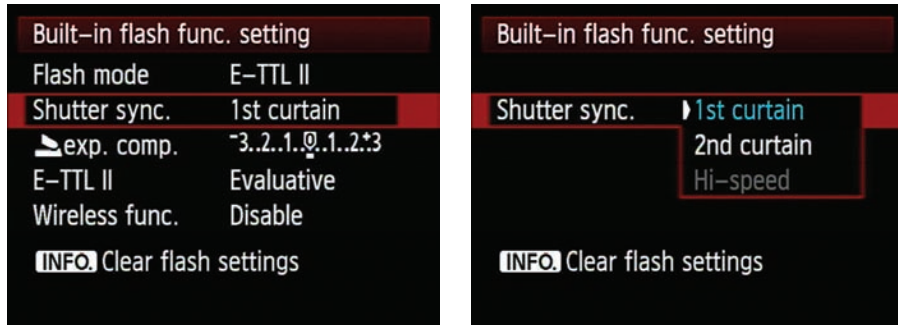 Built-in flash func. setting
Flash mode E-TTL II
Shutter sync. 1st curtain
exp. comp. -3..2..1..0..1..2..+3
E-TTL II Evaluative
Wireless func. Disable
INFO. Clear flash settings
Built-in flash func. setting
Shutter sync. 1st curtain
2nd curtain
Hi-speed
INFO. Clear flash settings